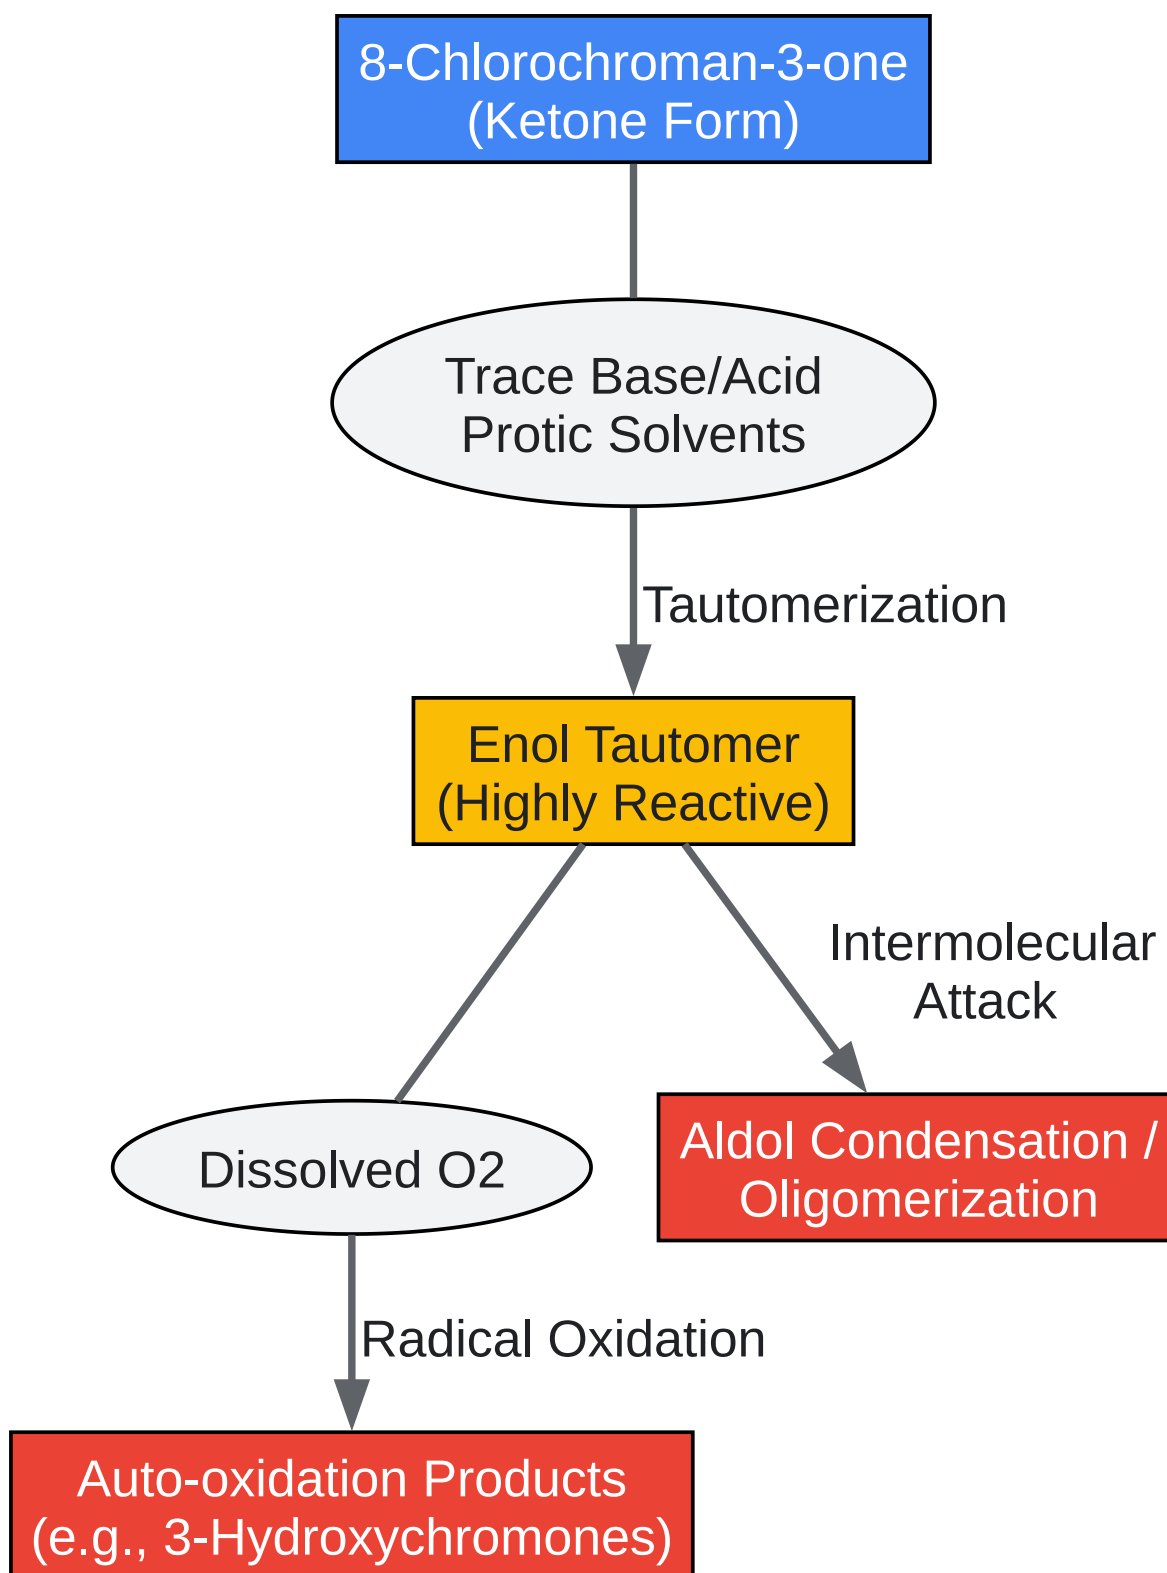 8-Chlorochroman-3-one
(Ketone Form)
Trace Base/Acid
Protic Solvents
Tautomerization
Enol Tautomer
(Highly Reactive)
Intermolecular
Attack
Dissolved O2
Aldol Condensation /
Oligomerization
Radical Oxidation
Auto-oxidation Products
(e.g., 3-Hydroxychromones)